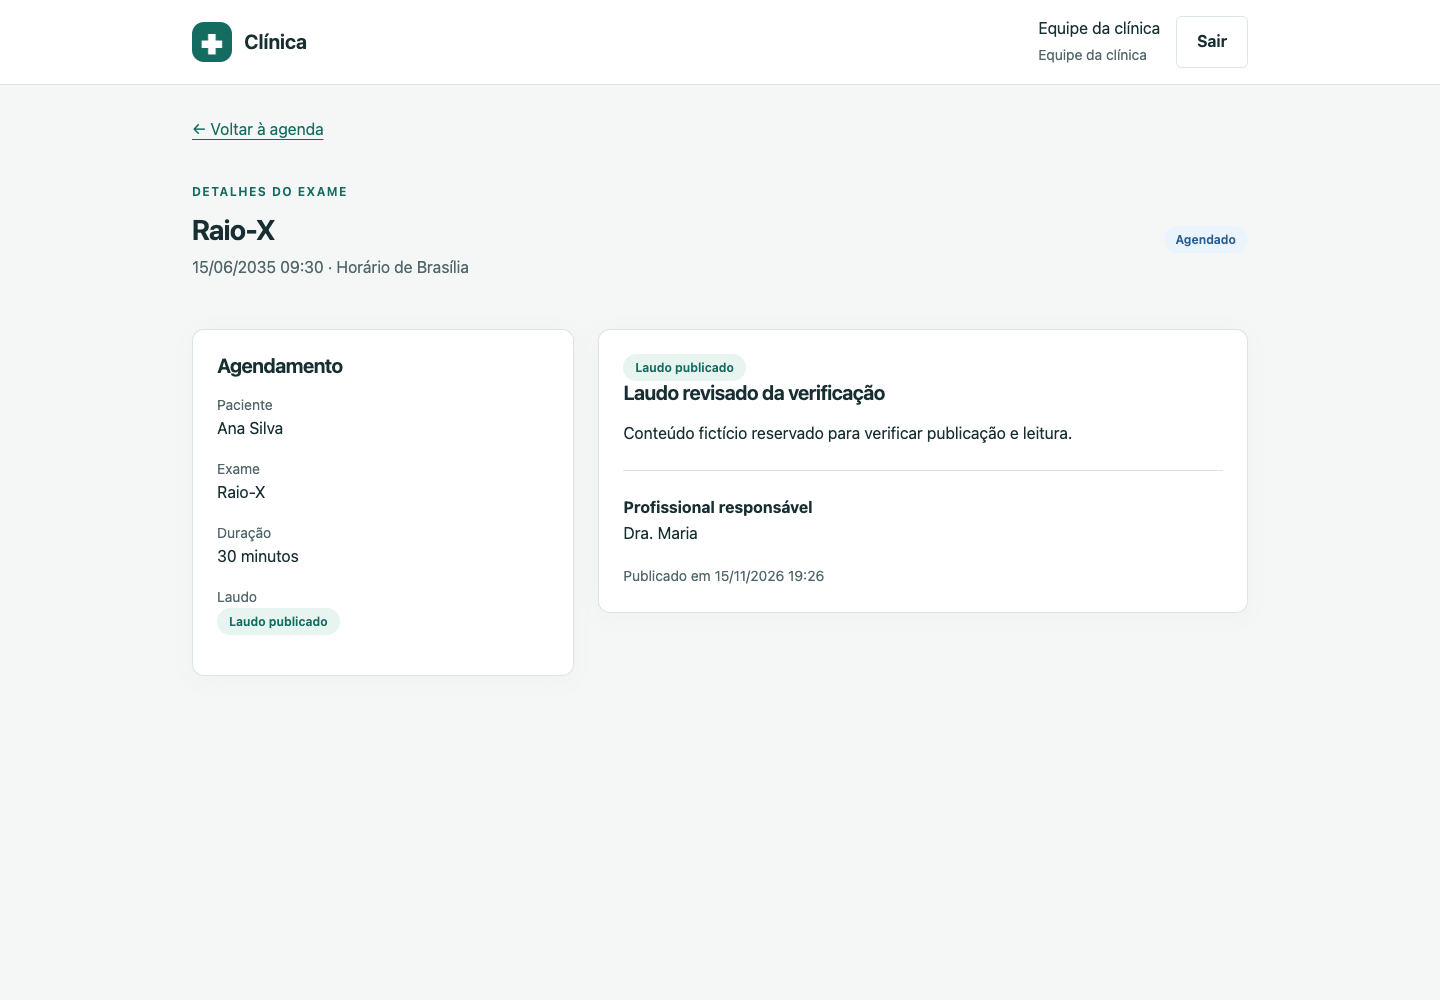 Clínica
Equipe da clínica
Equipe da clínica
Sair
← Voltar à agenda
DETALHES DO EXAME
Raio-X
15/06/2035 09:30 · Horário de Brasília
Agendado
Agendamento
Paciente
Ana Silva
Exame
Raio-X
Duração
30 minutos
Laudo
Laudo publicado
Laudo publicado
Laudo revisado da verificação
Conteúdo fictício reservado para verificar publicação e leitura.
Profissional responsável
Dra. Maria
Publicado em 15/11/2026 19:26